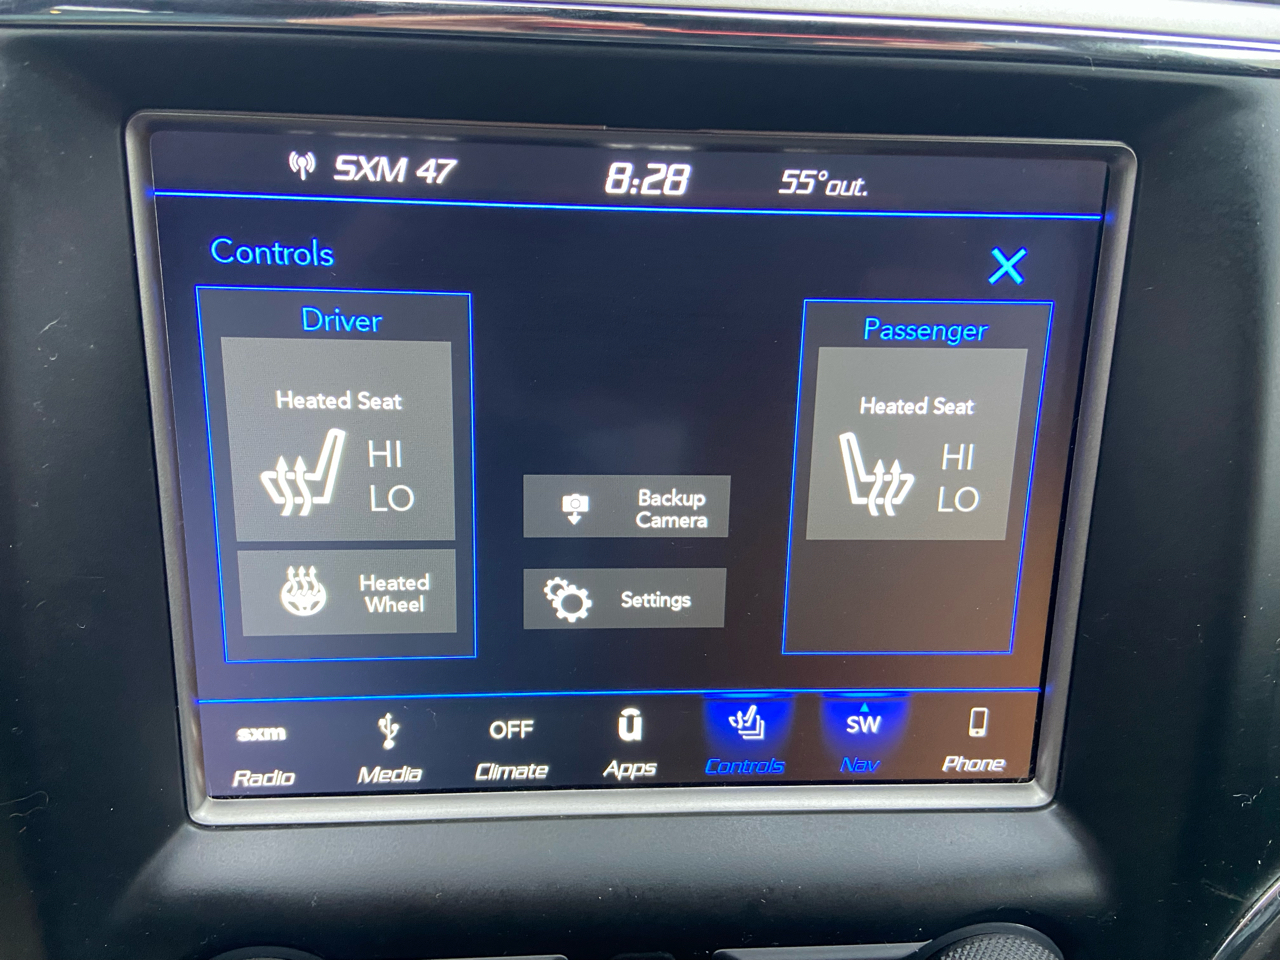 SXM 47
8:28
55°out.
Controls
Driver
Heated Seat
HI
LO
Heated
Wheel
Backup
Camera
Settings
Passenger
Heated Seat
HI
LO
sxm
Radio
Media
OFF
Climate
ū
Apps
Controls
SW
Nav
Phone